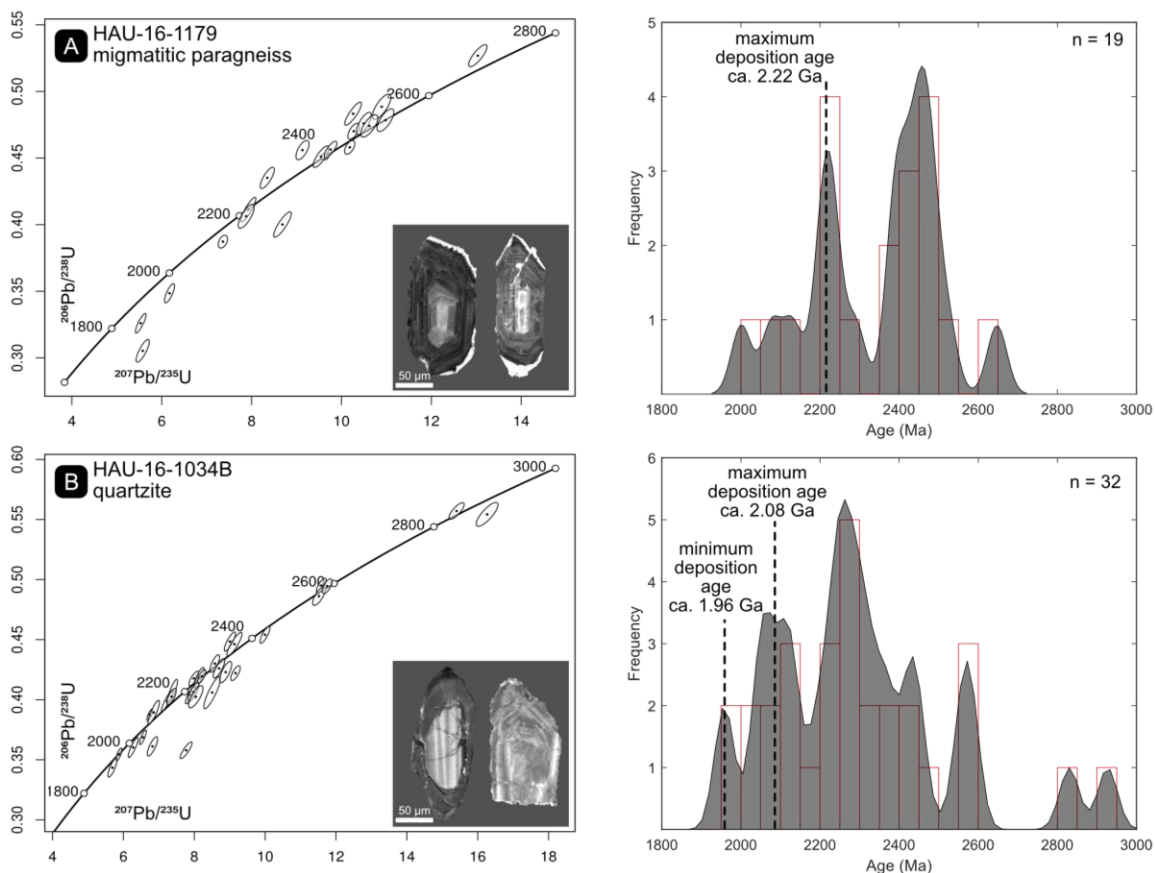 A
HAU-16-1179
migmatitic paragneiss
0.55
0.50
0.45
0.40
0.35
0.30
²⁰⁶Pb/²³⁸U
²⁰⁷Pb/²³⁵U
1800
2000
2200
2400
2600
2800
50 µm
4
6
8
10
12
14
n = 19
maximum
deposition age
ca. 2.22 Ga
Frequency
5
4
3
2
1
1800
2000
2200
2400
2600
2800
3000
Age (Ma)
B
HAU-16-1034B
quartzite
0.60
0.55
0.50
0.45
0.40
0.35
0.30
²⁰⁶Pb/²³⁸U
²⁰⁷Pb/²³⁵U
1800
2000
2200
2400
2600
2800
3000
50 µm
4
6
8
10
12
14
16
18
n = 32
maximum
deposition age
ca. 2.08 Ga
minimum
deposition
age
ca. 1.96 Ga
Frequency
6
5
4
3
2
1
1800
2000
2200
2400
2600
2800
3000
Age (Ma)